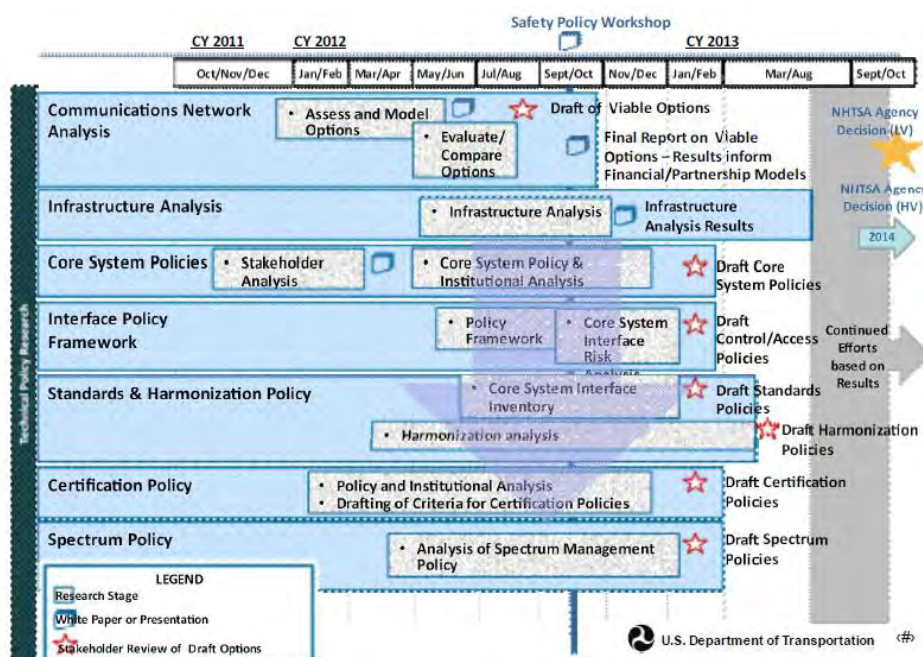 Safety Policy Workshop
CY 2011 CY 2012 CY 2013
Oct/Nov/Dec Jan/Feb Mar/Apr May/Jun Jul/Aug Sept/Oct Nov/Dec Jan/Feb Mar/Aug Sept/Oct
Technical Policy Research
Communications Network
Analysis
• Assess and Model
Options
• Evaluate/
Compare
Options
Draft of Viable Options
Final Report on Viable
Options – Results inform
Financial/Partnership Models
NHTSA Agency
Decision (LV)
Infrastructure Analysis
• Infrastructure Analysis
Infrastructure
Analysis Results
NHTSA Agency
Decision (HV)
2014
Core System Policies
• Stakeholder
Analysis
• Core System Policy &
Institutional Analysis
Draft Core
System Policies
Interface Policy
Framework
• Policy
Framework
• Core System
Interface
Risk
Analysis
Draft
Control/Access
Policies
Continued
Efforts
based on
Results
Standards & Harmonization Policy
• Core System Interface
Inventory
Draft Standards
Policies
• Harmonization analysis
Draft Harmonization
Policies
Certification Policy
• Policy and Institutional Analysis
• Drafting of Criteria for Certification Policies
Draft Certification
Policies
Spectrum Policy
• Analysis of Spectrum Management
Policy
Draft Spectrum
Policies
LEGEND
Research Stage
White Paper or Presentation
Stakeholder Review of Draft Options
U.S. Department of Transportation ‹#›